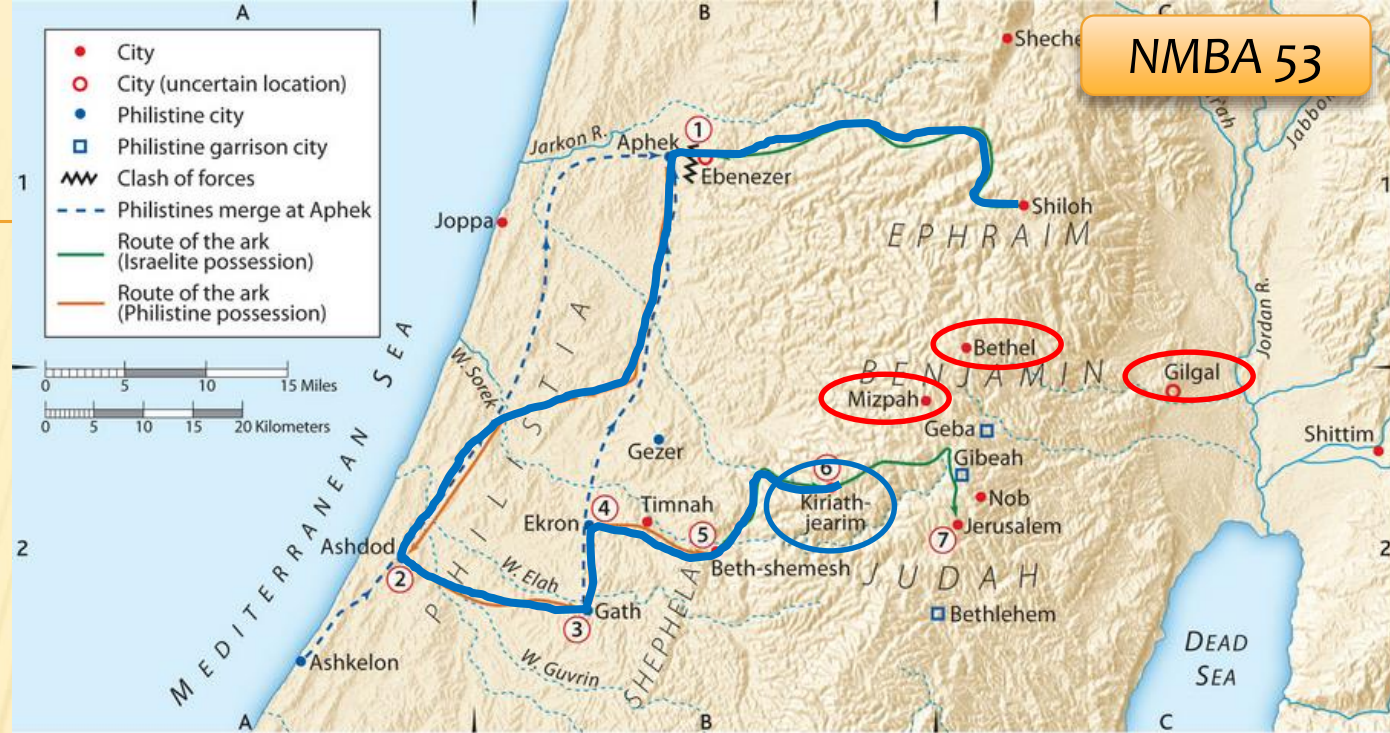 A
B
C
NMBA 53
City
City (uncertain location)
Philistine city
Philistine garrison city
Clash of forces
Philistines merge at Aphek
Route of the ark
(Israelite possession)
Route of the ark
(Philistine possession)
0 5 10 15 Miles
0 5 10 15 20 Kilometers
1
1
2
2
Jarkon R.
Aphek
1
Ebenezer
Shiloh
EPHRAIM
Joppa
Jordan R.
Bethel
BENJAMIN
Gilgal
Mizpah
Geba
Gibeah
Shittim
W. Sorek
PHILISTIA
MEDITERRANEAN SEA
Gezer
6
Kiriath-
jearim
Nob
Jerusalem
7
4
Timnah
Ekron
5
Beth-shemesh
JUDAH
Ashdod
2
W. Elah
Gath
3
Bethlehem
SHEPHELA
W. Guvrin
Ashkelon
DEAD
SEA
A
B
C